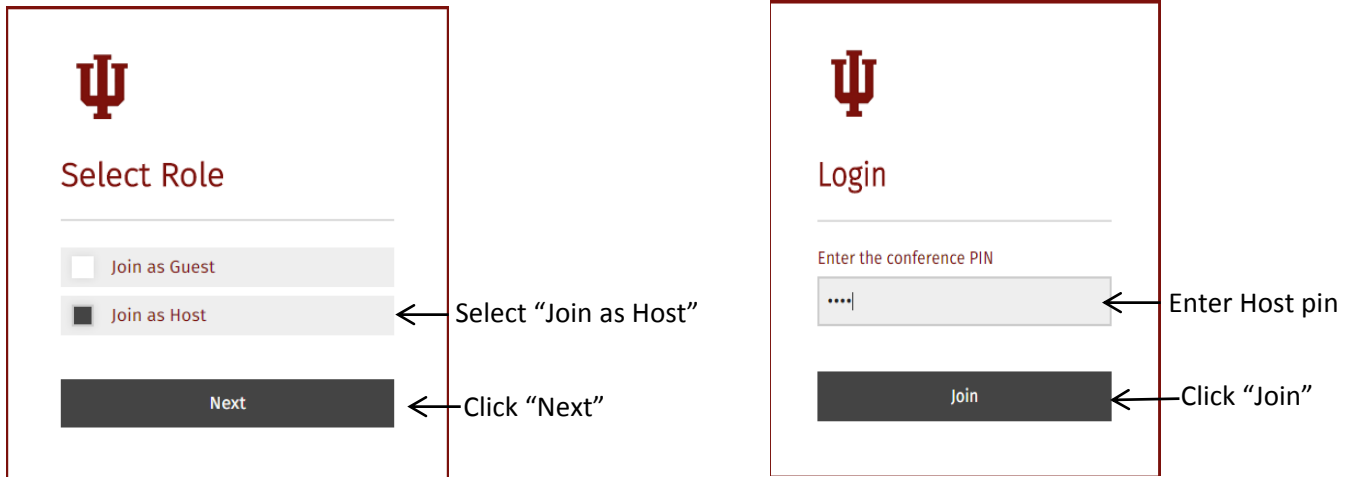 Select Role
Join as Guest
Join as Host
Select “Join as Host”
Next
Click “Next”
Login
Enter the conference PIN
••••
Enter Host pin
Join
Click “Join”